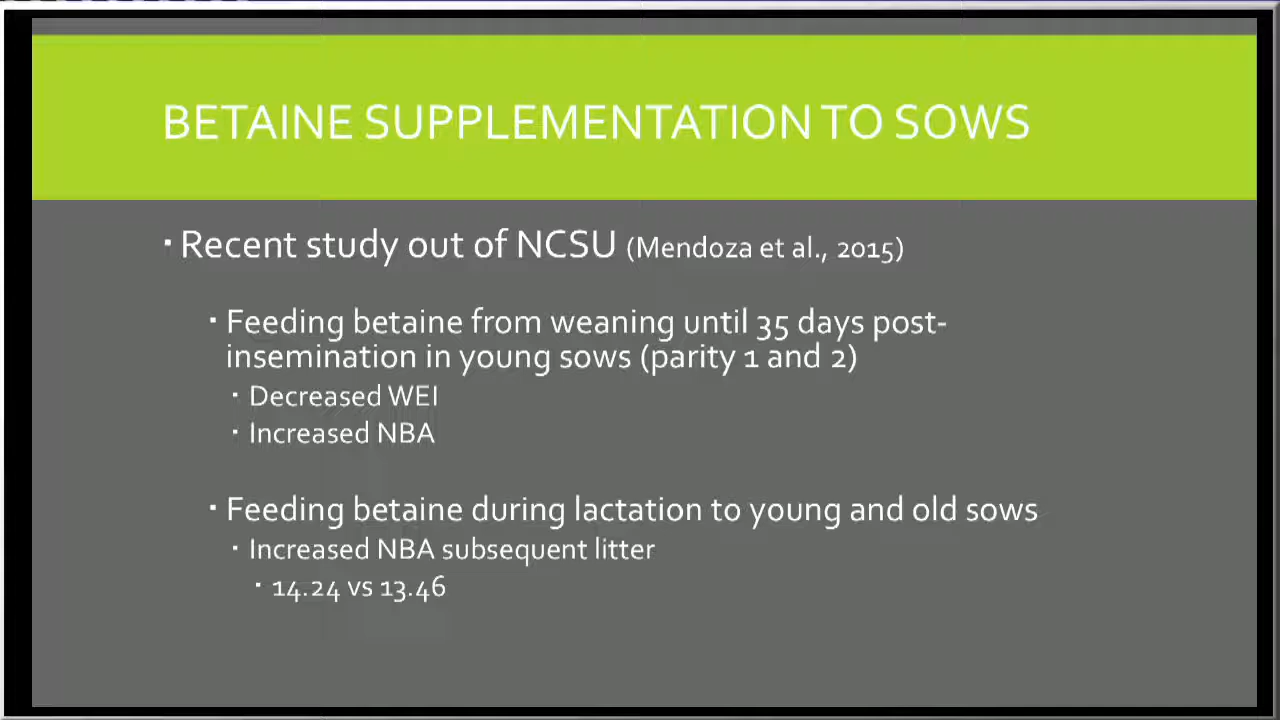 BETAINE SUPPLEMENTATION TO SOWS
▪ Recent study out of NCSU (Mendoza et al., 2015)
▪ Feeding betaine from weaning until 35 days post-
insemination in young sows (parity 1 and 2)
▪ Decreased WEI
▪ Increased NBA
▪ Feeding betaine during lactation to young and old sows
▪ Increased NBA subsequent litter
▪ 14.24 vs 13.46